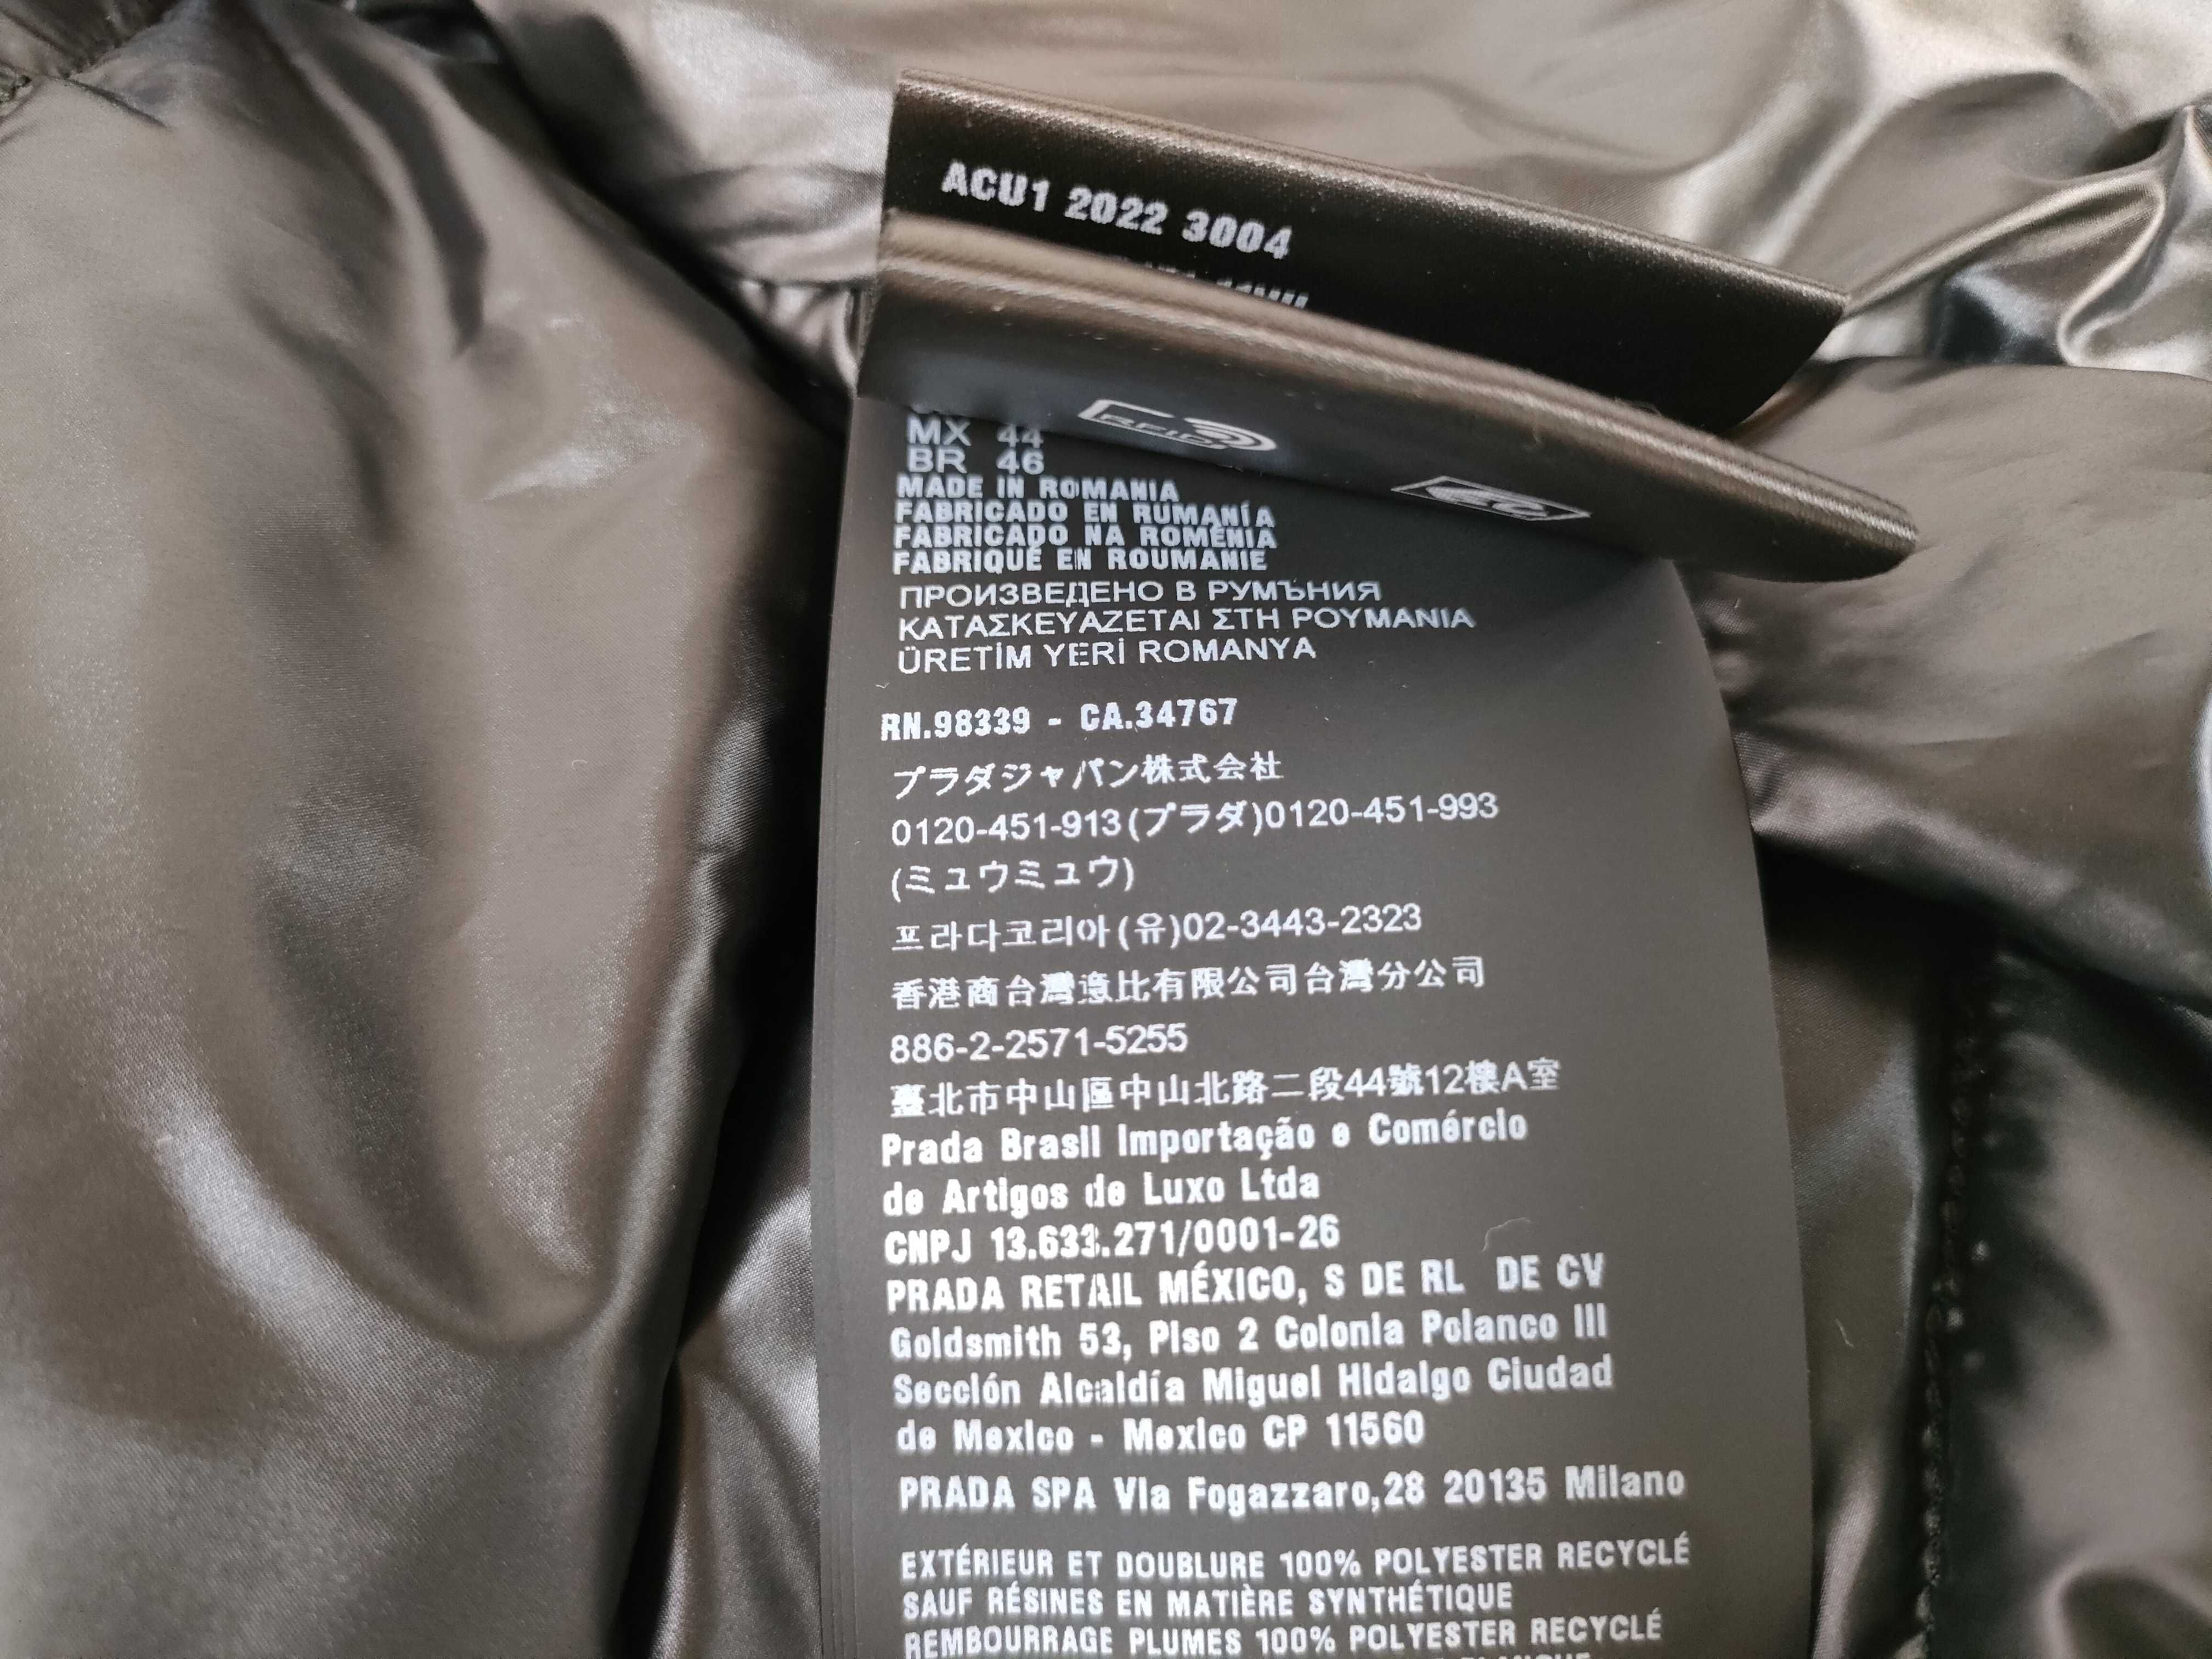 ACU1 2022 3004
RFID
MX 44
BR 46
MADE IN ROMANIA
FABRICADO EN RUMANÍA
FABRICADO NA ROMÊNIA
FABRIQUÉ EN ROUMANIE
ПРОИЗВЕДЕНО В РУМЪНИЯ
ΚΑΤΑΣΚΕΥΑΖΕΤΑΙ ΣΤΗ ΡΟΥΜΑΝΙΑ
ÜRETİM YERİ ROMANYA
RN.98339 - CA.34767
プラダジャパン株式会社
0120-451-913(プラダ)0120-451-993
(ミュウミュウ)
프라다코리아(유)02-3443-2323
香港商台灣意比有限公司台灣分公司
886-2-2571-5255
臺北市中山區中山北路二段44號12樓A室
Prada Brasil Importação e Comércio
de Artigos de Luxo Ltda
CNPJ 13.633.271/0001-26
PRADA RETAIL MÉXICO, S DE RL DE CV
Goldsmith 53, Piso 2 Colonia Polanco III
Sección Alcaldía Miguel Hidalgo Ciudad
de Mexico - Mexico CP 11560
PRADA SPA Via Fogazzaro,28 20135 Milano
EXTÉRIEUR ET DOUBLURE 100% POLYESTER RECYCLÉ
SAUF RÉSINES EN MATIÈRE SYNTHÉTIQUE
REMBOURRAGE PLUMES 100% POLYESTER RECYCLÉ